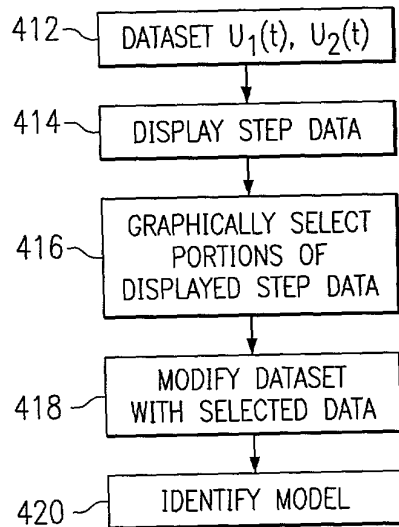 412
DATASET U₁(t), U₂(t)
414
DISPLAY STEP DATA
416
GRAPHICALLY SELECT
PORTIONS OF
DISPLAYED STEP DATA
418
MODIFY DATASET
WITH SELECTED DATA
420
IDENTIFY MODEL